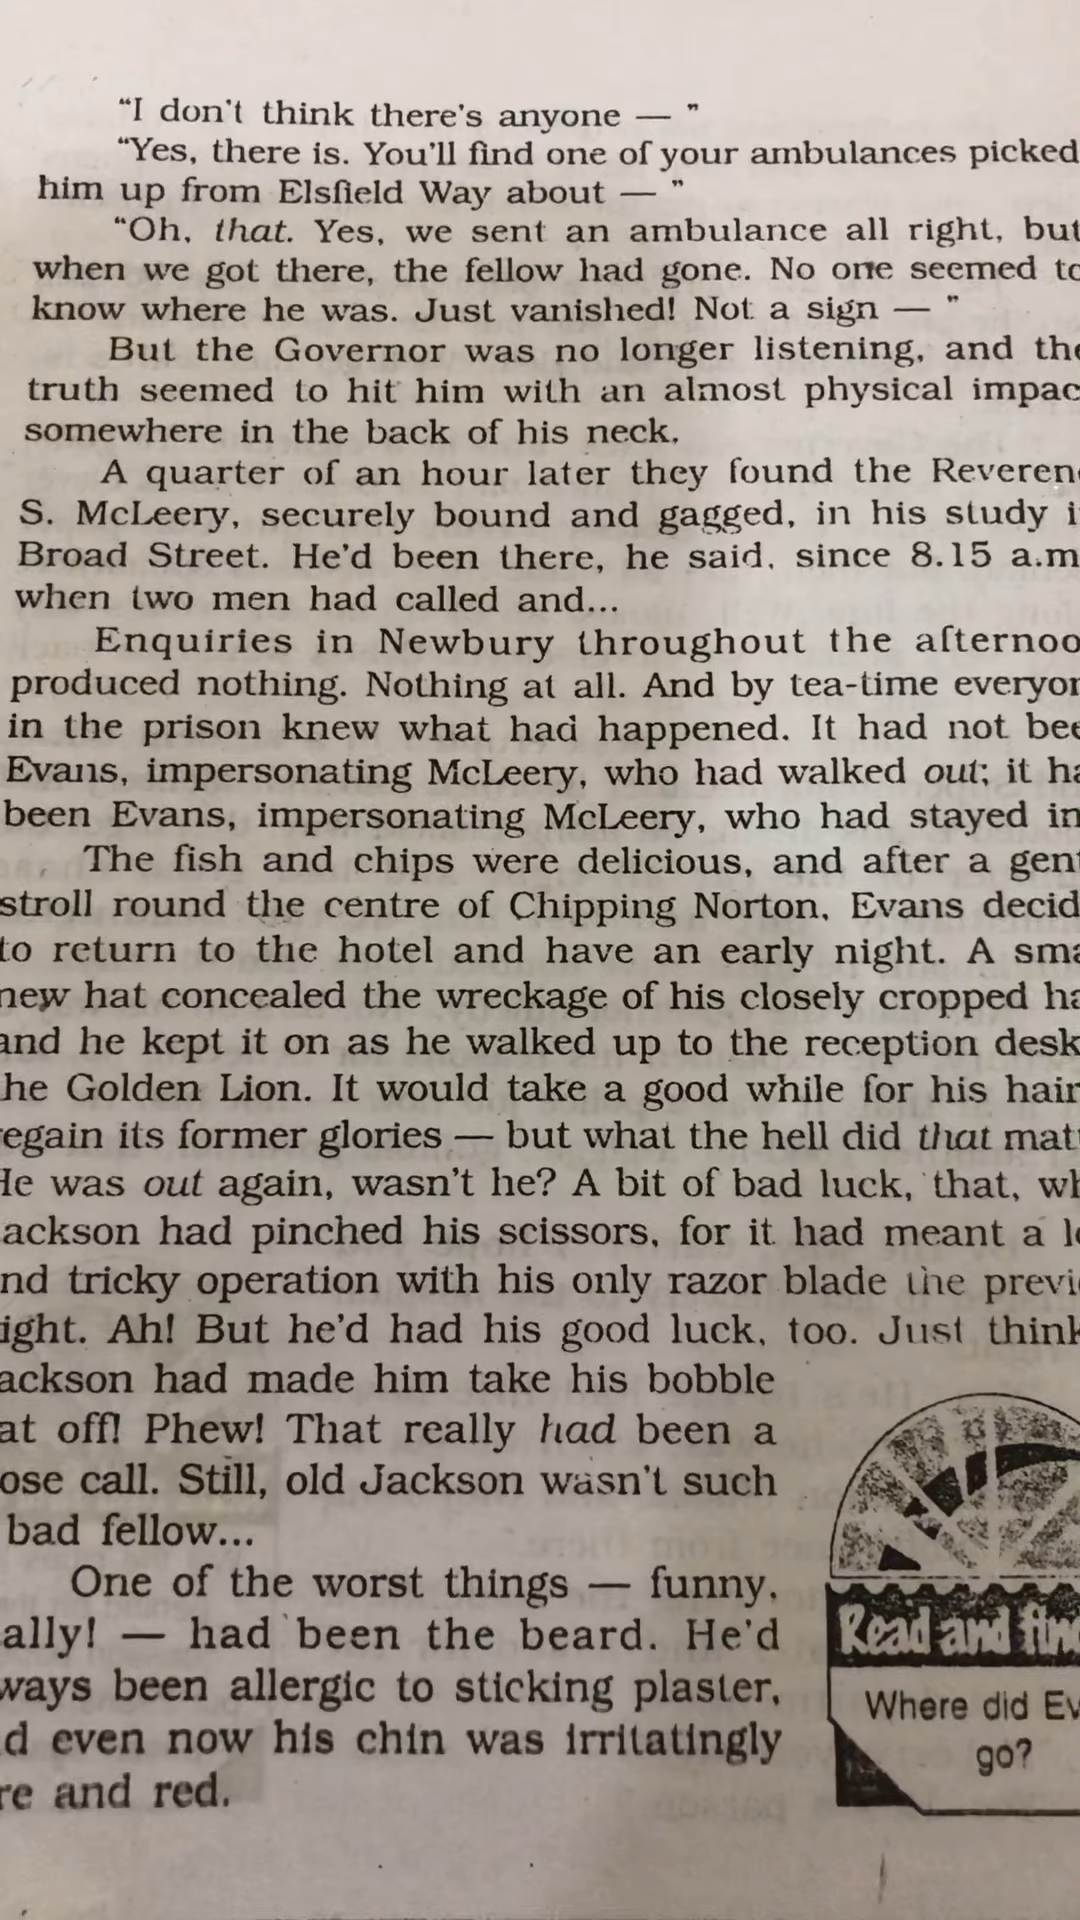 “I don't think there's anyone — ”
“Yes, there is. You'll find one of your ambulances picked
him up from Elsfield Way about — ”
“Oh, that. Yes, we sent an ambulance all right, but
when we got there, the fellow had gone. No one seemed to
know where he was. Just vanished! Not a sign — ”
But the Governor was no longer listening, and the
truth seemed to hit him with an almost physical impac
somewhere in the back of his neck.
A quarter of an hour later they found the Reveren
S. McLeery, securely bound and gagged, in his study i
Broad Street. He'd been there, he said, since 8.15 a.m
when two men had called and...
Enquiries in Newbury throughout the afternoo
produced nothing. Nothing at all. And by tea-time everyon
in the prison knew what had happened. It had not bee
Evans, impersonating McLeery, who had walked out; it ha
been Evans, impersonating McLeery, who had stayed in
The fish and chips were delicious, and after a gent
stroll round the centre of Chipping Norton, Evans decid
to return to the hotel and have an early night. A sma
new hat concealed the wreckage of his closely cropped ha
and he kept it on as he walked up to the reception desk
he Golden Lion. It would take a good while for his hair
egain its former glories — but what the hell did that matt
He was out again, wasn't he? A bit of bad luck, that, wh
ackson had pinched his scissors, for it had meant a lo
nd tricky operation with his only razor blade the previo
ight. Ah! But he'd had his good luck, too. Just think
ackson had made him take his bobble
at off! Phew! That really had been a
ose call. Still, old Jackson wasn't such
bad fellow...
One of the worst things — funny,
ally! — had been the beard. He'd
ways been allergic to sticking plaster,
d even now his chin was irritatingly
re and red.
Read and fin
Where did Ev
go?